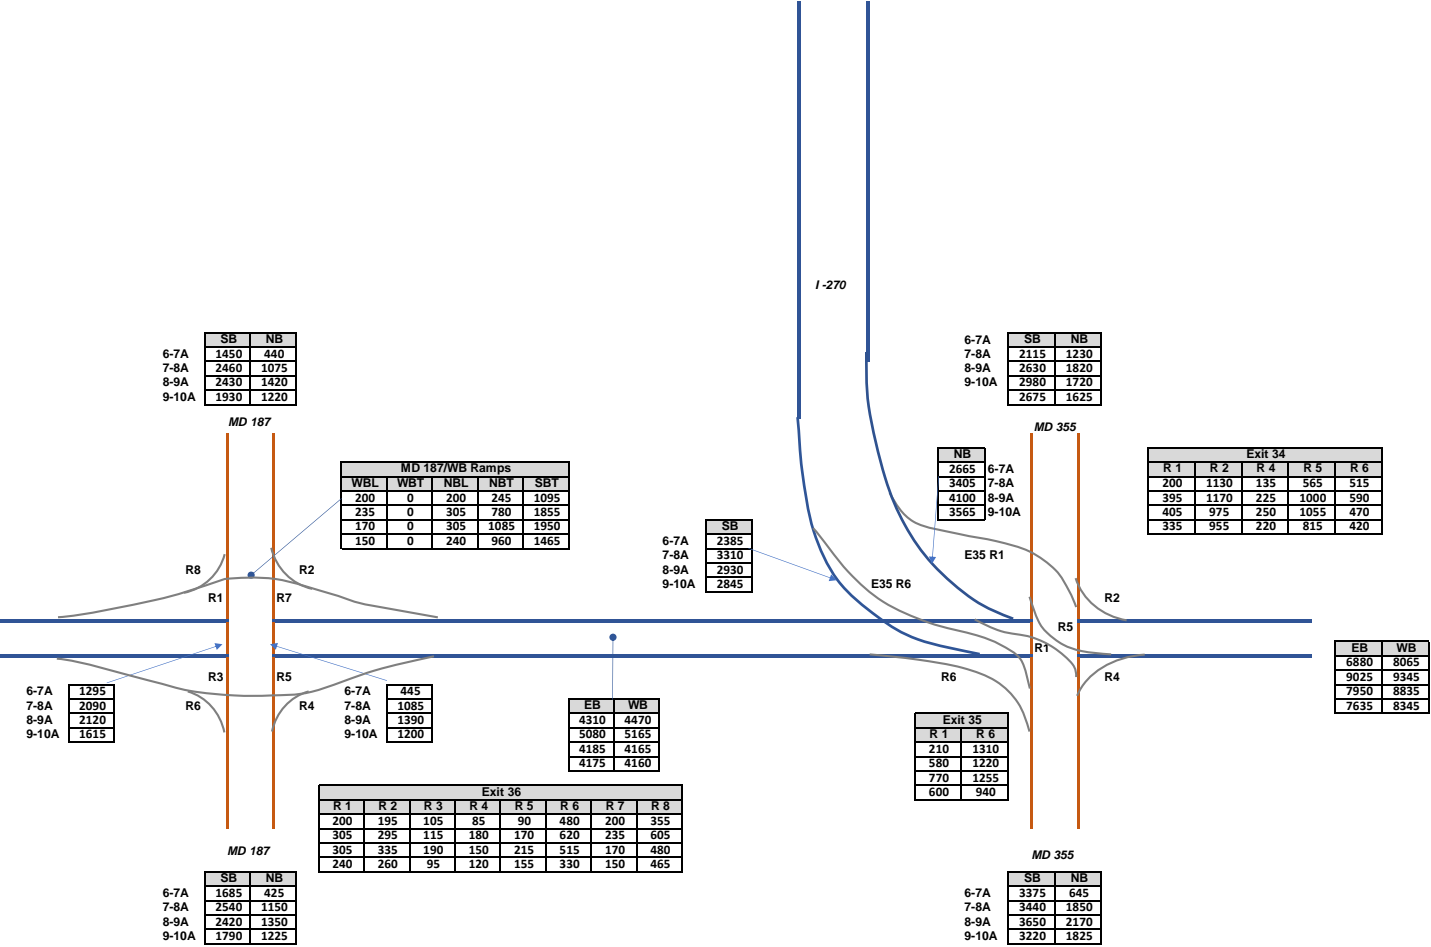 I -270
SB NB
6-7A 1450 440
7-8A 2460 1075
8-9A 2430 1420
9-10A 1930 1220
MD 187
6-7A SB NB
7-8A 2115 1230
8-9A 2630 1820
9-10A 2980 1720
2675 1625
MD 355
MD 187/WB Ramps
WBL WBT NBL NBT SBT
200 0 200 245 1095
235 0 305 780 1855
170 0 305 1085 1950
150 0 240 960 1465
NB
2665 6-7A
3405 7-8A
4100 8-9A
3565 9-10A
Exit 34
R 1 R 2 R 4 R 5 R 6
200 1130 135 565 515
395 1170 225 1000 590
405 975 250 1055 470
335 955 220 815 420
SB
6-7A 2385
7-8A 3310
8-9A 2930
9-10A 2845
R8
R2
R1
R7
E35 R1
E35 R6
R2
R5
R1
R6
R4
R3
R5
R6
R4
EB WB
6880 8065
9025 9345
7950 8835
7635 8345
6-7A 1295
7-8A 2090
8-9A 2120
9-10A 1615
6-7A 445
7-8A 1085
8-9A 1390
9-10A 1200
EB WB
4310 4470
5080 5165
4185 4165
4175 4160
Exit 35
R 1 R 6
210 1310
580 1220
770 1255
600 940
Exit 36
R 1 R 2 R 3 R 4 R 5 R 6 R 7 R 8
200 195 105 85 90 480 200 355
305 295 115 180 170 620 235 605
305 335 190 150 215 515 170 480
240 260 95 120 155 330 150 465
MD 187
SB NB
6-7A 1685 425
7-8A 2540 1150
8-9A 2420 1350
9-10A 1790 1225
MD 355
SB NB
6-7A 3375 645
7-8A 3440 1850
8-9A 3650 2170
9-10A 3220 1825